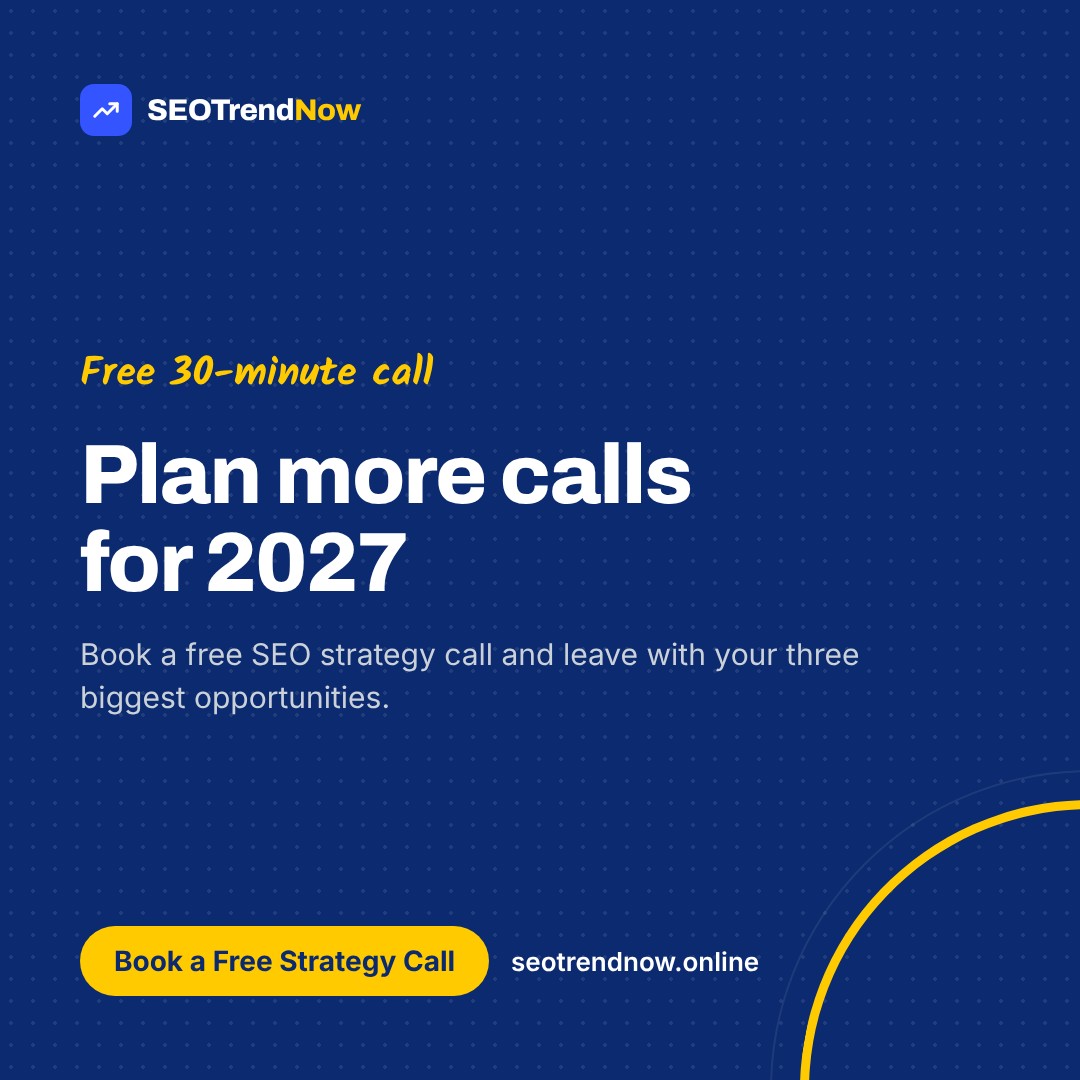 SEOTrendNow
Free 30-minute call
Plan more calls
for 2027
Book a free SEO strategy call and leave with your three
biggest opportunities.
Book a Free Strategy Call
seotrendnow.online